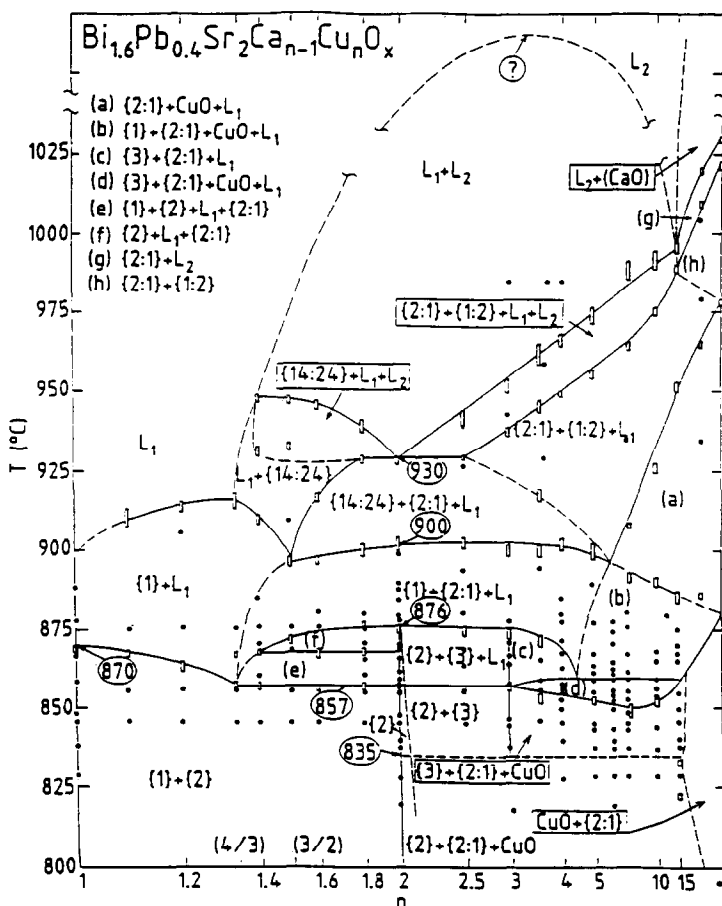 Bi1.6Pb0.4Sr2Can-1CunOx
(a) {2:1}+CuO+L1
(b) {1}+{2:1}+CuO+L1
(c) {3}+{2:1}+L1
(d) {3}+{2:1}+CuO+L1
(e) {1}+{2}+L1+{2:1}
(f) {2}+L1+{2:1}
(g) {2:1}+L2
(h) {2:1}+{1:2}
?
L2
L1+L2
L2+{CaO}
(g)
(h)
{2:1}+{1:2}+L1+L2
{14:24}+L1+L2
L1
L1+{14:24}
930
{2:1}+{1:2}+L1
{14:24}+{2:1}+L1
(a)
900
{1}+L1
{1}+{2:1}+L1
(b)
876
870
(f)
(e)
{2}+{3}+L1
(c)
(d)
857
{2}+{3}
{2}
835
{3}+{2:1}+CuO
{1}+{2}
CuO+{2:1}
(4/3)
(3/2)
{2}+{2:1}+CuO
T (°C)
1025
1000
975
950
925
900
875
850
825
800
1
1.2
1.4
1.6
1.8
2
2.5
3
4
5
10
15
n